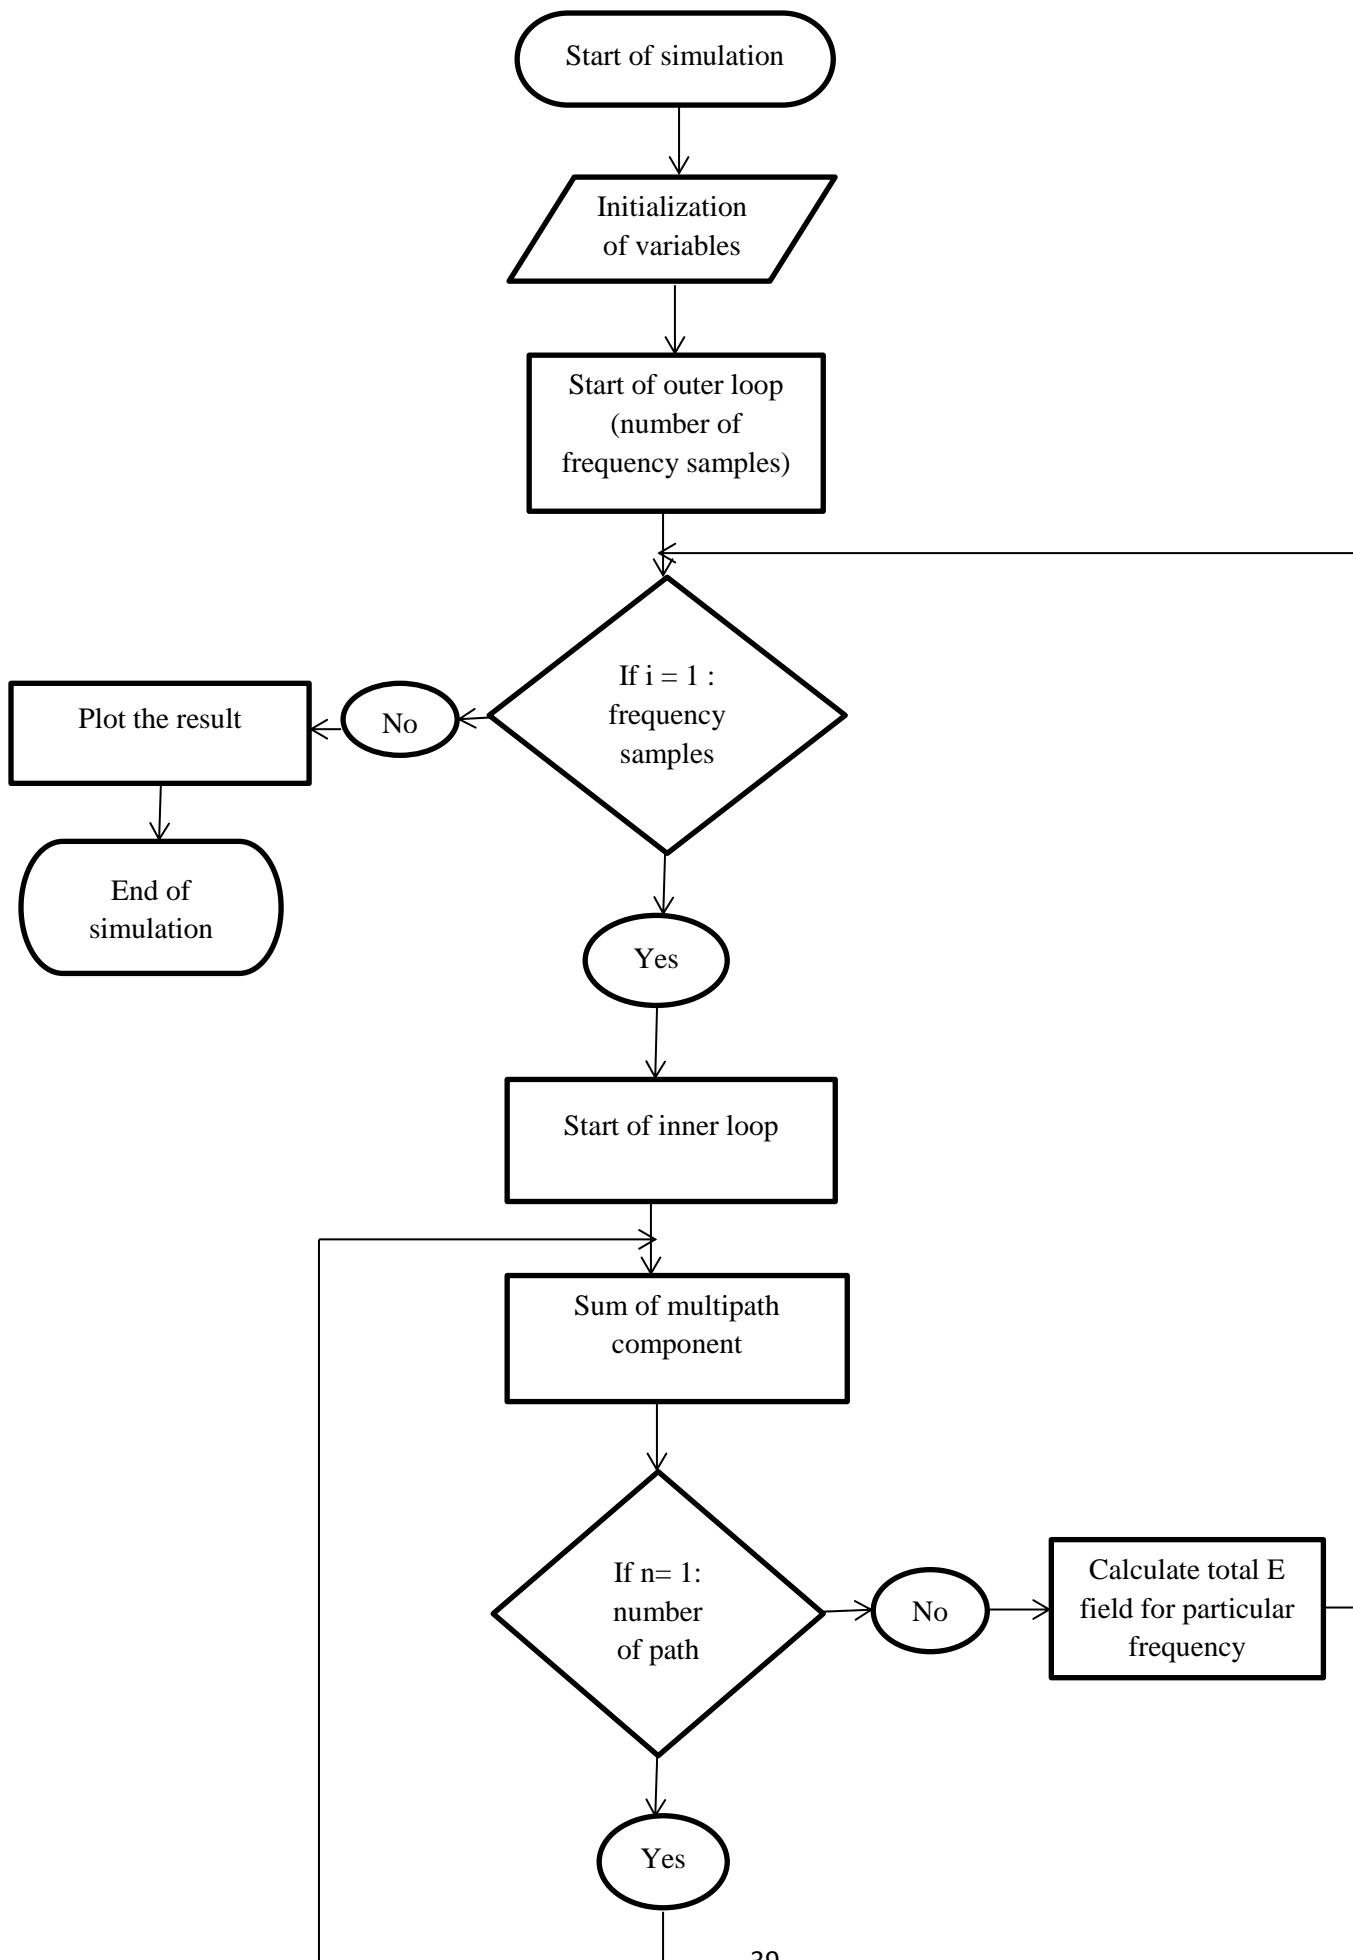 Start of simulation
Initialization
of variables
Start of outer loop
(number of
frequency samples)
If i = 1 :
frequency
samples
No
Plot the result
End of
simulation
Yes
Start of inner loop
Sum of multipath
component
If n= 1:
number
of path
No
Calculate total E
field for particular
frequency
Yes